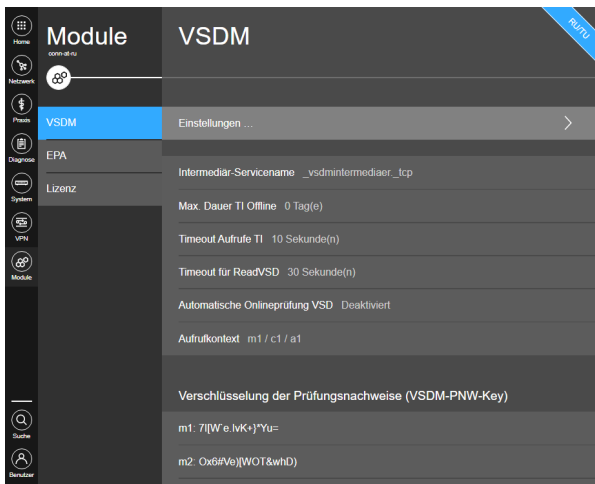 Home
Netzwerk
Praxis
Diagnose
System
VPN
Module
Suche
Benutzer
Module
conn-at-ru
VSDM
EPA
Lizenz
VSDM
RU/TU
Einstellungen ...
Intermediär-Servicename _vsdmintermediaer._tcp
Max. Dauer TI Offline 0 Tag(e)
Timeout Aufrufe TI 10 Sekunde(n)
Timeout für ReadVSD 30 Sekunde(n)
Automatische Onlineprüfung VSD Deaktiviert
Aufrufkontext m1 / c1 / a1
Verschlüsselung der Prüfungsnachweise (VSDM-PNW-Key)
m1: 7I[W`e.IvK+}*Yu=
m2: Ox6#Ve)[WOT&whD)